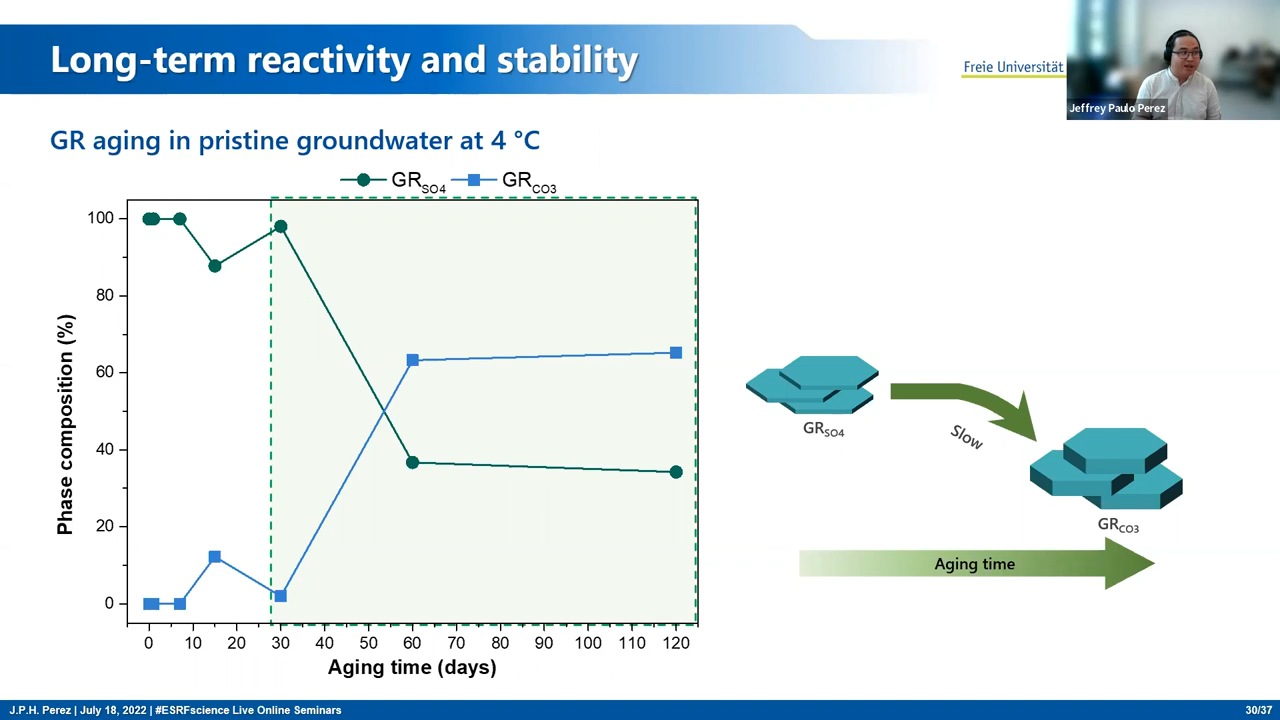 Long-term reactivity and stability
Freie Universität
Jeffrey Paulo Perez
GR aging in pristine groundwater at 4 °C
GRSO4 GRCO3
Phase composition (%)
100
80
60
40
20
0
0 10 20 30 40 50 60 70 80 90 100 110 120
Aging time (days)
GRSO4
Slow
GRCO3
Aging time
J.P.H. Perez | July 18, 2022 | #ESRFscience Live Online Seminars
30/37